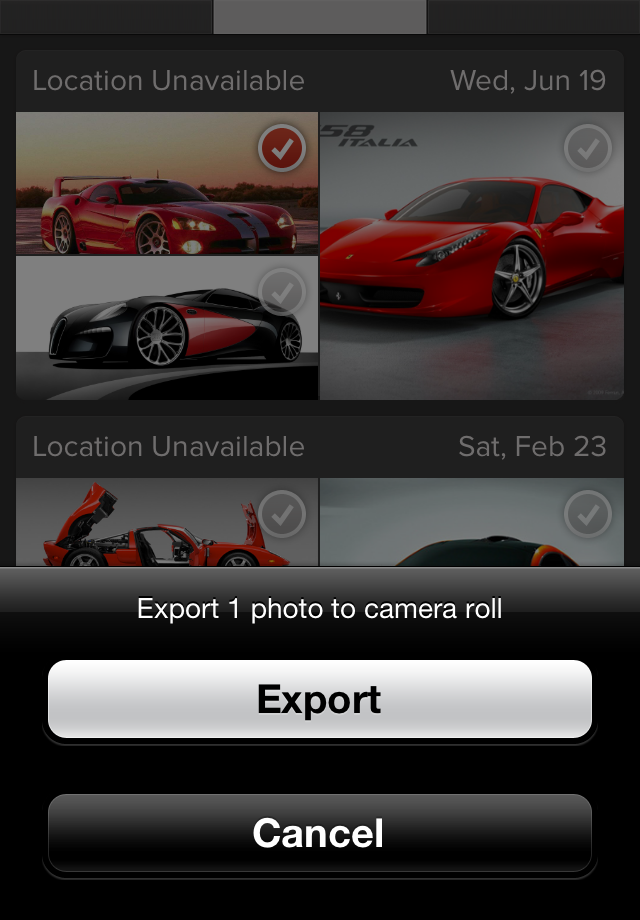 Location Unavailable
Wed, Jun 19
58
ITALIA
Location Unavailable
Sat, Feb 23
Export 1 photo to camera roll
Export
Cancel